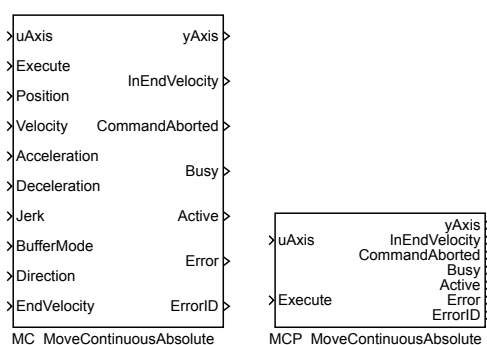 uAxis
Execute
Position
Velocity
Acceleration
Deceleration
Jerk
BufferMode
Direction
EndVelocity
yAxis
InEndVelocity
CommandAborted
Busy
Active
Error
ErrorID
MC_MoveContinuousAbsolute
uAxis
Execute
yAxis
InEndVelocity
CommandAborted
Busy
Active
Error
ErrorID
MCP_MoveContinuousAbsolute